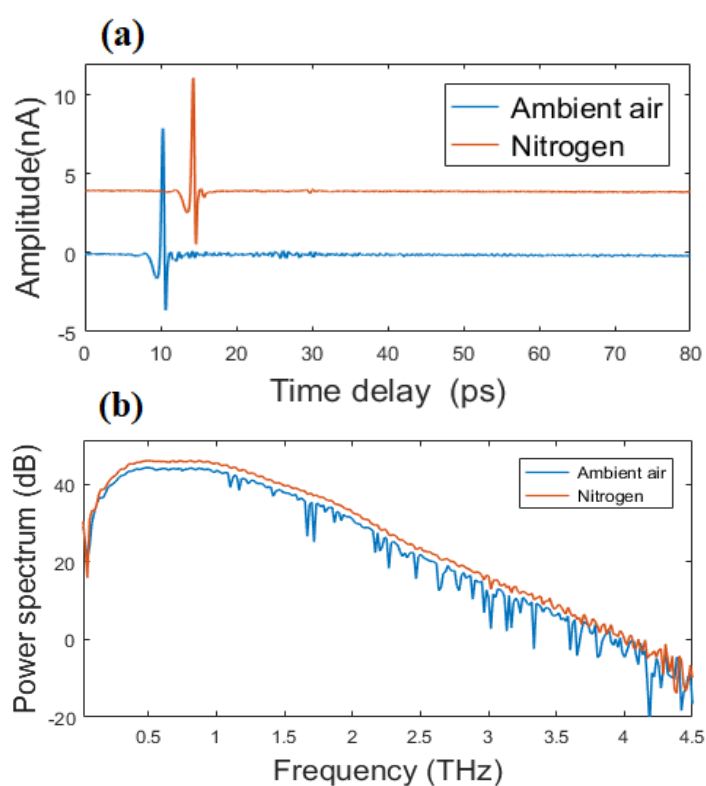 (a)
Amplitude(nA)
10
5
0
-5
Ambient air
Nitrogen
0 10 20 30 40 50 60 70 80
Time delay (ps)
(b)
Power spectrum (dB)
40
20
0
-20
Ambient air
Nitrogen
0.5 1 1.5 2 2.5 3 3.5 4 4.5
Frequency (THz)